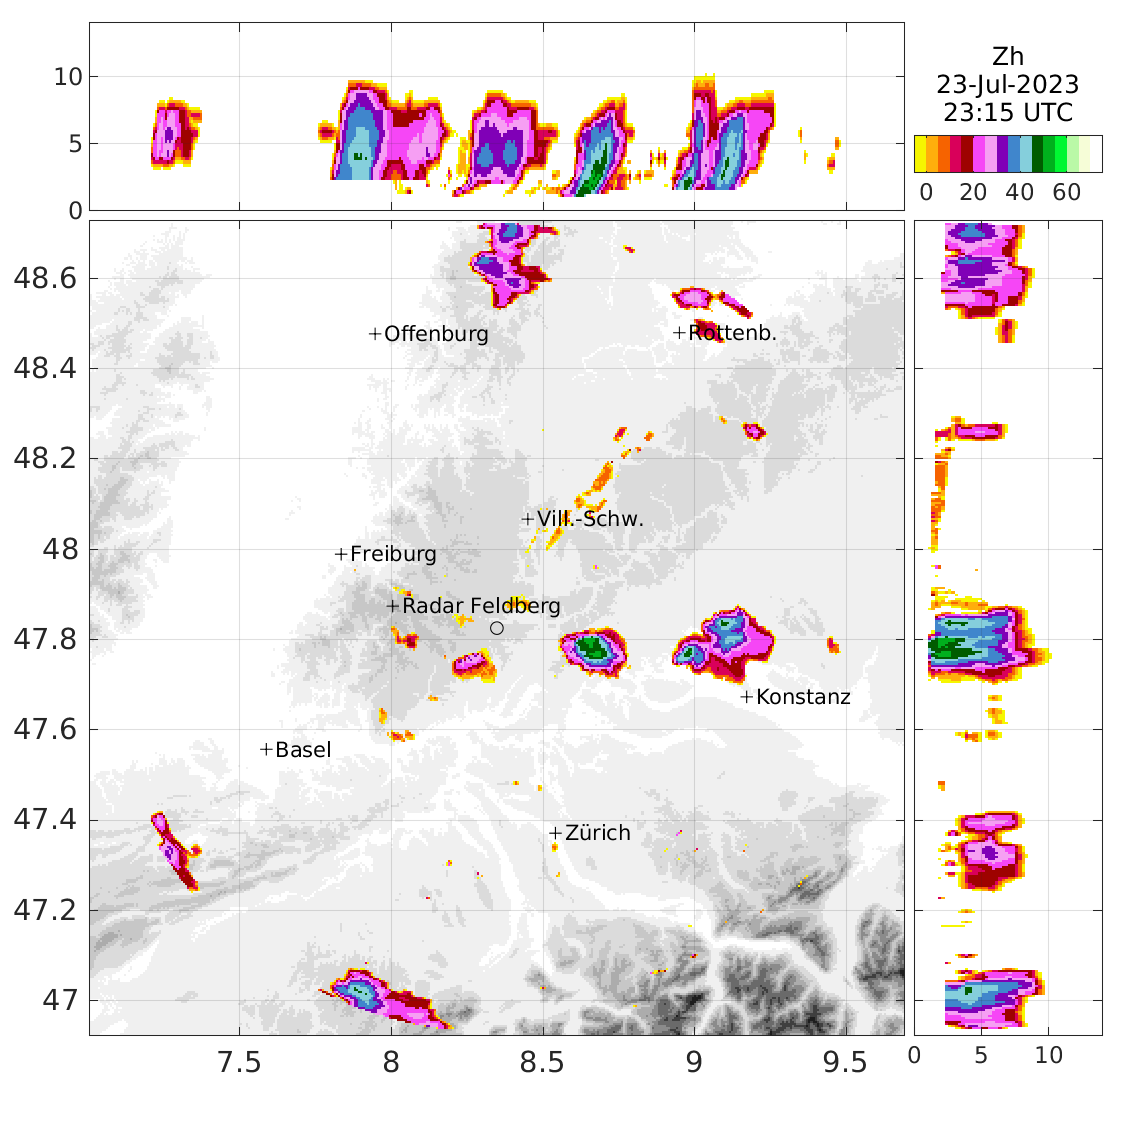 Zh
23-Jul-2023
23:15 UTC
0 20 40 60
10
5
0
48.6
Offenburg
Rottenb.
48.4
48.2
Vill.-Schw.
48
Freiburg
Radar Feldberg
47.8
Konstanz
47.6
Basel
47.4
Zürich
47.2
47
7.5 8 8.5 9 9.5
0 5 10